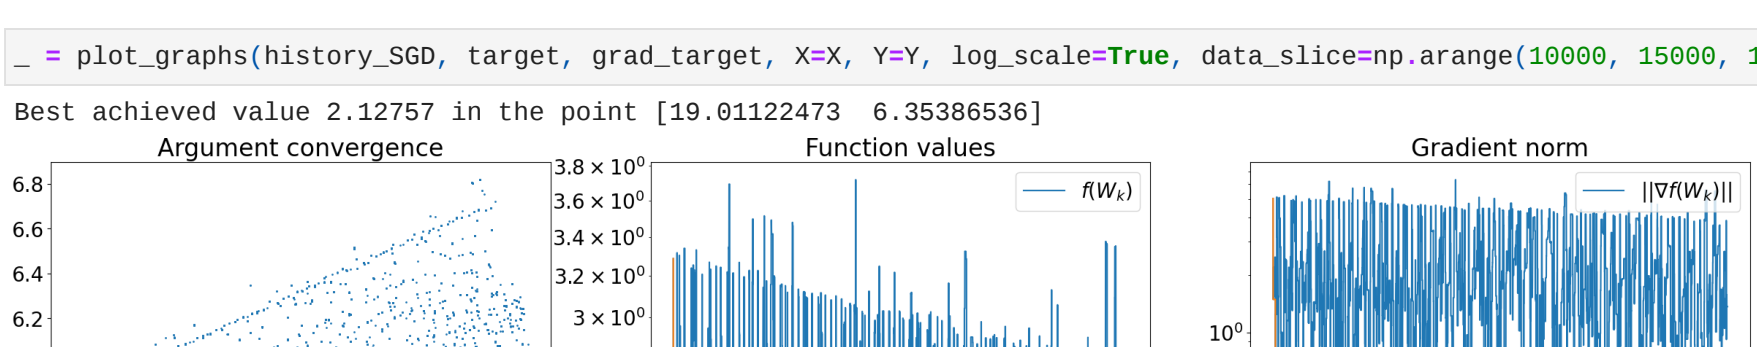 _ = plot_graphs(history_SGD, target, grad_target, X=X, Y=Y, log_scale=True, data_slice=np.arange(10000, 15000, 1
Best achieved value 2.12757 in the point [19.01122473  6.35386536]
Argument convergence
6.8
6.6
6.4
6.2
Function values
3.8 × 10⁰
3.6 × 10⁰
3.4 × 10⁰
3.2 × 10⁰
3 × 10⁰
f(Wₖ)
Gradient norm
10⁰
||∇f(Wₖ)||